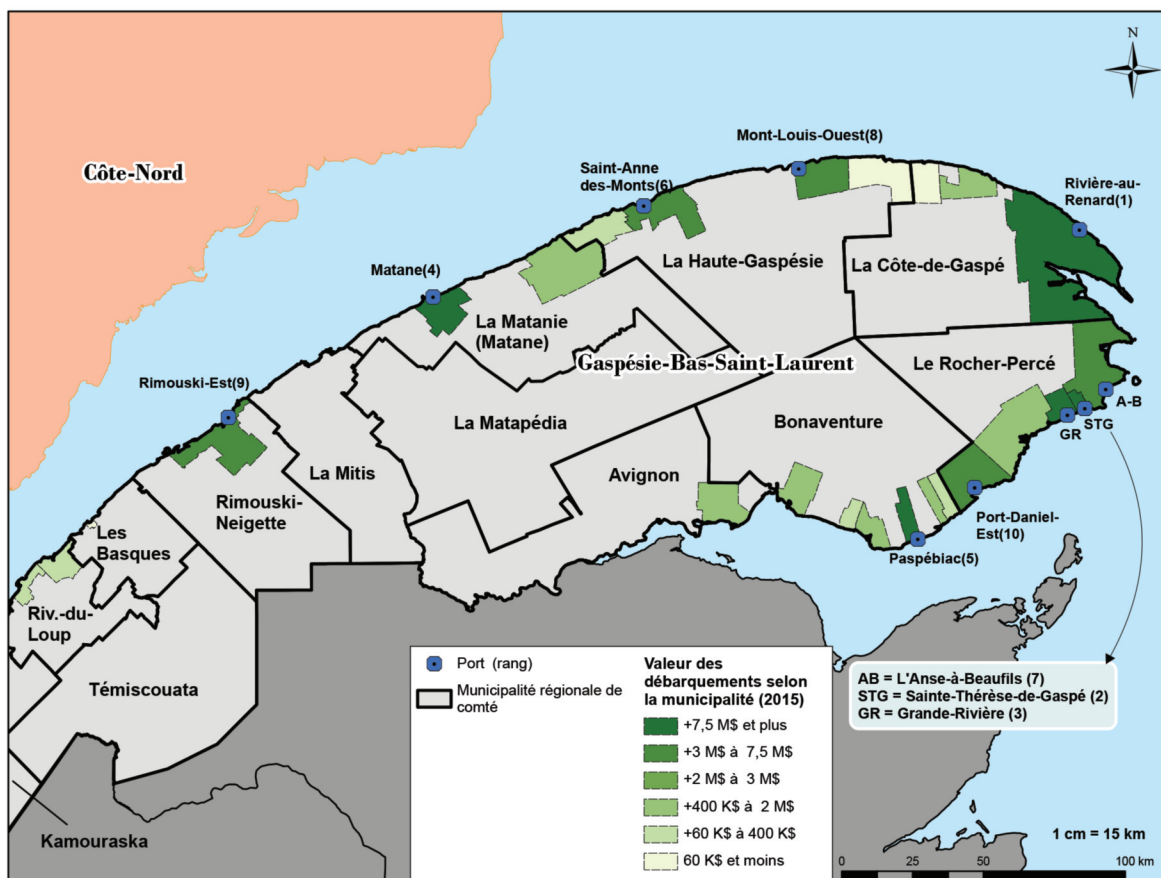 N
Côte-Nord
Mont-Louis-Ouest(8)
Saint-Anne
des-Monts(6)
Rivière-au-
Renard(1)
Matane(4)
La Haute-Gaspésie
La Côte-de-Gaspé
La Matanie
(Matane)
Gaspésie-Bas-Saint-Laurent
Le Rocher-Percé
Rimouski-Est(9)
A-B
STG
GR
La Matapédia
Bonaventure
La Mitis
Avignon
Rimouski-
Neigette
Port-Daniel-
Est(10)
Les
Basques
Paspébiac(5)
Riv.-du-
Loup
Témiscouata
Kamouraska
Port (rang)
Municipalité régionale de
comté
Valeur des
débarquements selon
la municipalité (2015)
+7,5 M$ et plus
+3 M$ à 7,5 M$
+2 M$ à 3 M$
+400 K$ à 2 M$
+60 K$ à 400 K$
60 K$ et moins
AB = L'Anse-à-Beaufils (7)
STG = Sainte-Thérèse-de-Gaspé (2)
GR = Grande-Rivière (3)
1 cm = 15 km
0 25 50 100 km